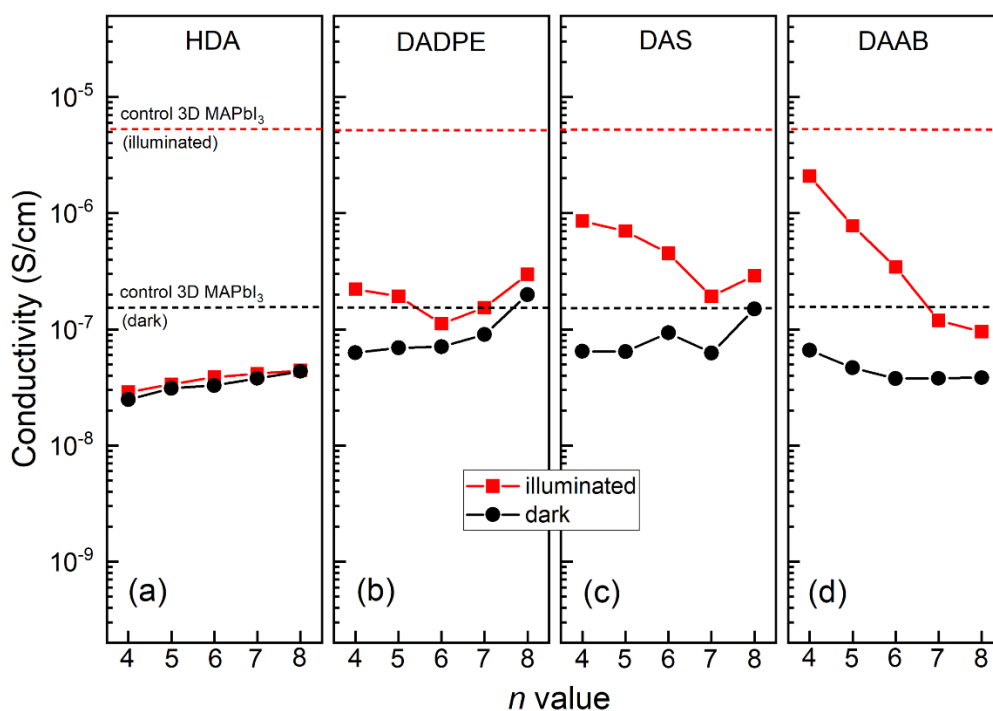 HDA
DADPE
DAS
DAAB
Conductivity (S/cm)
10⁻⁵
10⁻⁶
10⁻⁷
10⁻⁸
10⁻⁹
control 3D MAPbI₃
(illuminated)
control 3D MAPbI₃
(dark)
illuminated
dark
(a)
(b)
(c)
(d)
4 5 6 7 8
4 5 6 7 8
4 5 6 7 8
4 5 6 7 8
n value